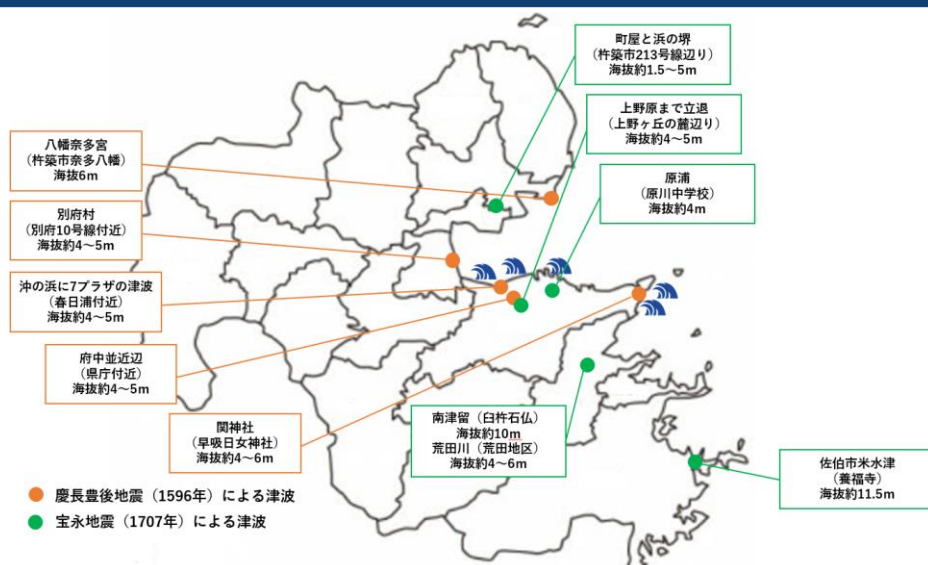 町屋と浜の堺
(杵築市213号線辺り)
海抜約1.5～5m
上野原まで立退
(上野ヶ丘の麓辺り)
海抜約4～5m
八幡奈多宮
(杵築市奈多八幡)
海抜6m
原浦
(原川中学校)
海抜約4m
別府村
(別府10号線付近)
海抜約4～5m
沖の浜に7ブラザの津波
(春日浦付近)
海抜約4～5m
府中並近辺
(県庁付近)
海抜約4～5m
関神社
(早吸日女神社)
海抜約4～6m
南津留(臼杵石仏)
海抜約10m
荒田川(荒田地区)
海抜約4～6m
佐伯市米水津
(養福寺)
海抜約11.5m
慶長豊後地震(1596年)による津波
宝永地震(1707年)による津波